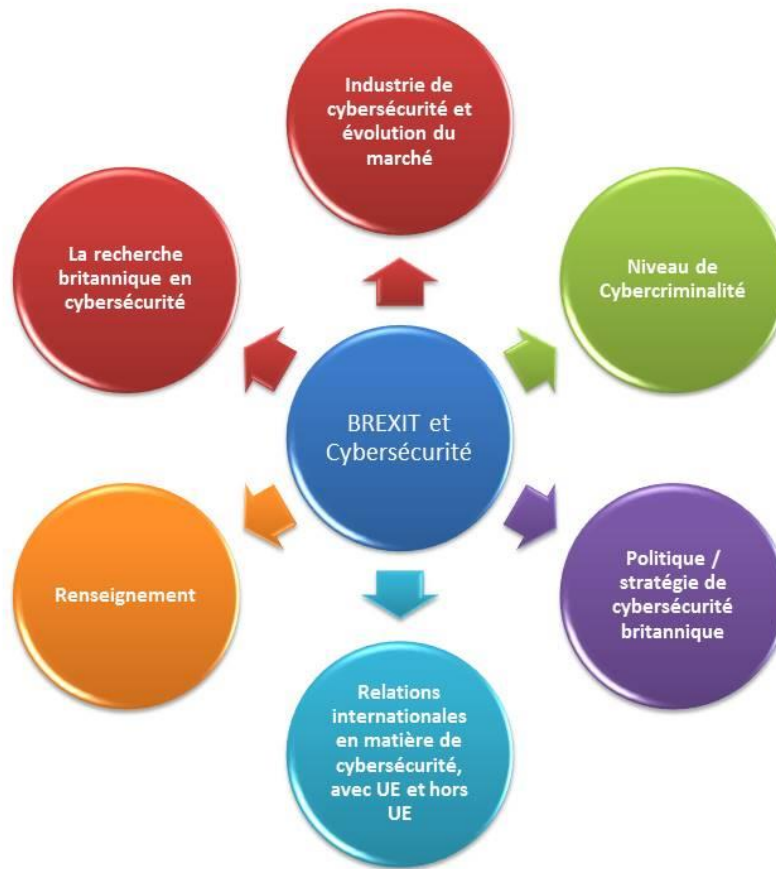 Industrie de
cybersécurité et
évolution du
marché
La recherche
britannique en
cybersécurité
Niveau de
Cybercriminalité
BREXIT et
Cybersécurité
Renseignement
Politique /
stratégie de
cybersécurité
britannique
Relations
internationales
en matière de
cybersécurité,
avec UE et hors
UE